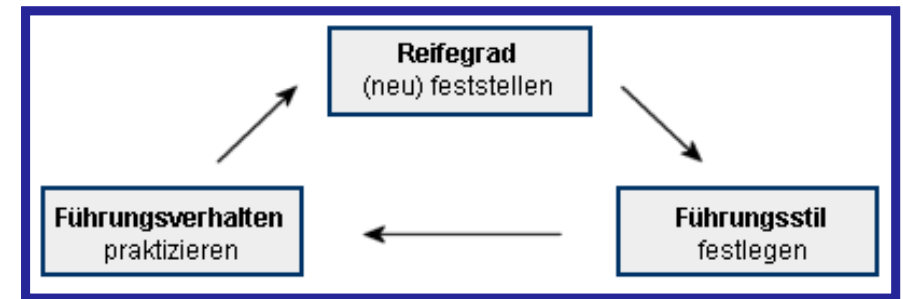 Reifegrad
(neu) feststellen
Führungsverhalten
praktizieren
Führungsstil
festlegen